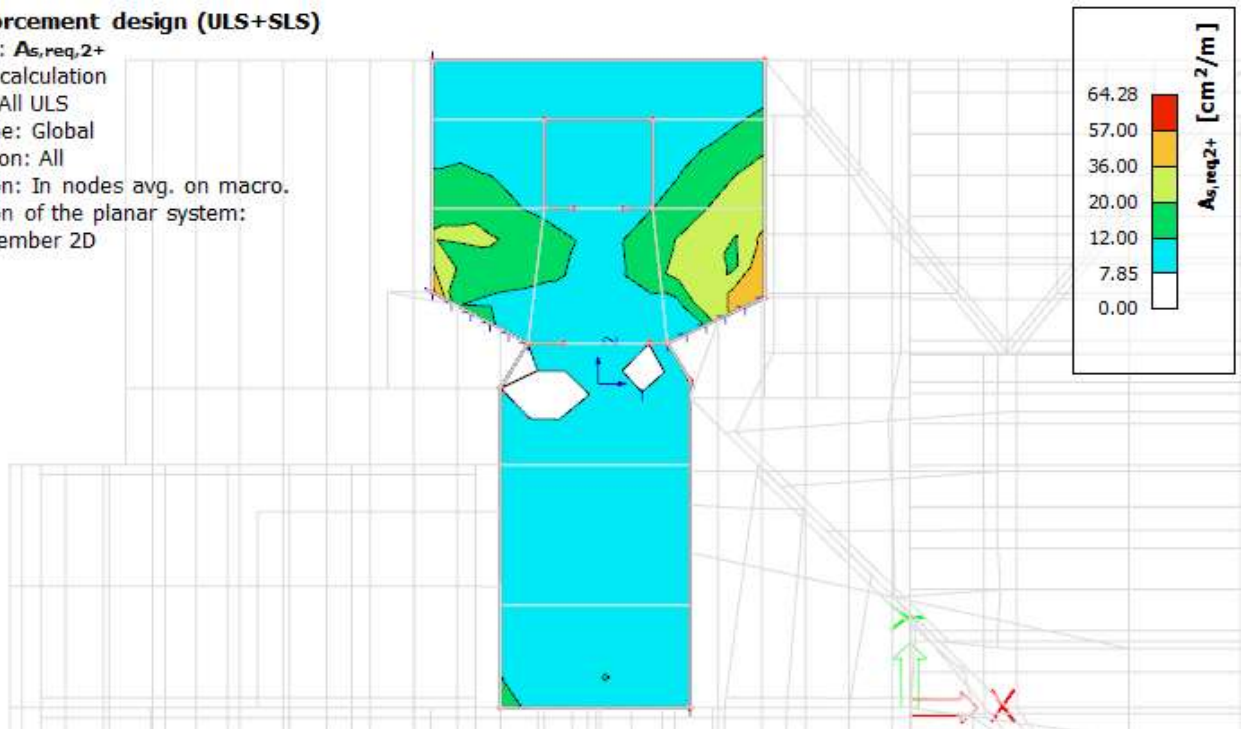 orcement design (ULS+SLS)
: As,req,2+
calculation
All ULS
e: Global
on: All
n: In nodes avg. on macro.
n of the planar system:
ember 2D
64.28
57.00
36.00
20.00
12.00
7.85
0.00
As,req2+ [cm²/m]
2
1
X